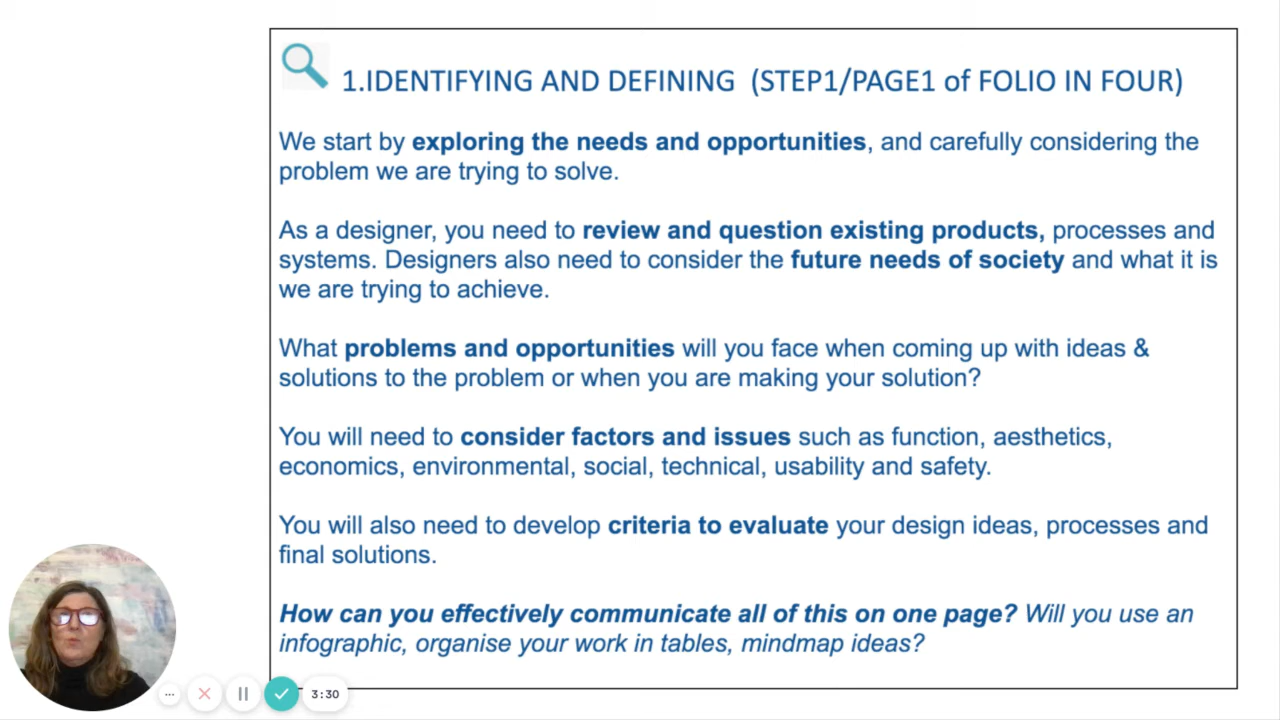 1.IDENTIFYING AND DEFINING (STEP1/PAGE1 of FOLIO IN FOUR)
We start by exploring the needs and opportunities, and carefully considering the
problem we are trying to solve.
As a designer, you need to review and question existing products, processes and
systems. Designers also need to consider the future needs of society and what it is
we are trying to achieve.
What problems and opportunities will you face when coming up with ideas &
solutions to the problem or when you are making your solution?
You will need to consider factors and issues such as function, aesthetics,
economics, environmental, social, technical, usability and safety.
You will also need to develop criteria to evaluate your design ideas, processes and
final solutions.
How can you effectively communicate all of this on one page? Will you use an
infographic, organise your work in tables, mindmap ideas?
3:30